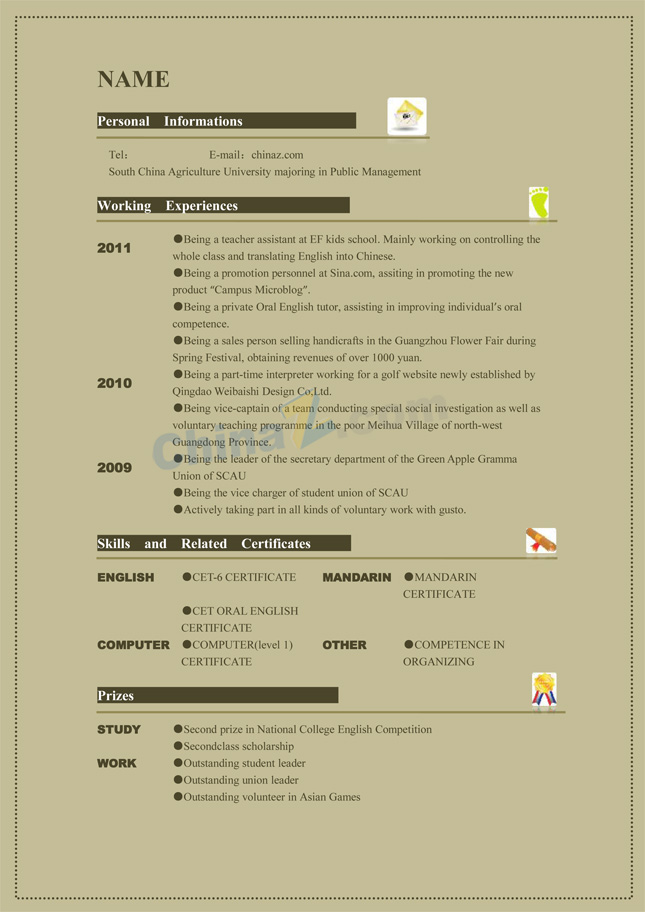 NAME
Personal Informations
Tel： E-mail：chinaz.com
South China Agriculture University majoring in Public Management
Working Experiences
2011
●Being a teacher assistant at EF kids school. Mainly working on controlling the
whole class and translating English into Chinese.
●Being a promotion personnel at Sina.com, assiting in promoting the new
product “Campus Microblog”.
●Being a private Oral English tutor, assisting in improving individual’s oral
competence.
●Being a sales person selling handicrafts in the Guangzhou Flower Fair during
Spring Festival, obtaining revenues of over 1000 yuan.
2010
●Being a part-time interpreter working for a golf website newly established by
Qingdao Weibaishi Design Co,Ltd.
●Being vice-captain of a team conducting special social investigation as well as
voluntary teaching programme in the poor Meihua Village of north-west
Guangdong Province.
ChinaZ.com
2009
●Being the leader of the secretary department of the Green Apple Gramma
Union of SCAU
●Being the vice charger of student union of SCAU
●Actively taking part in all kinds of voluntary work with gusto.
Skills and Related Certificates
ENGLISH ●CET-6 CERTIFICATE MANDARIN ●MANDARIN
CERTIFICATE
●CET ORAL ENGLISH
CERTIFICATE
COMPUTER ●COMPUTER(level 1) OTHER ●COMPETENCE IN
CERTIFICATE ORGANIZING
Prizes
STUDY ●Second prize in National College English Competition
●Secondclass scholarship
WORK ●Outstanding student leader
●Outstanding union leader
●Outstanding volunteer in Asian Games